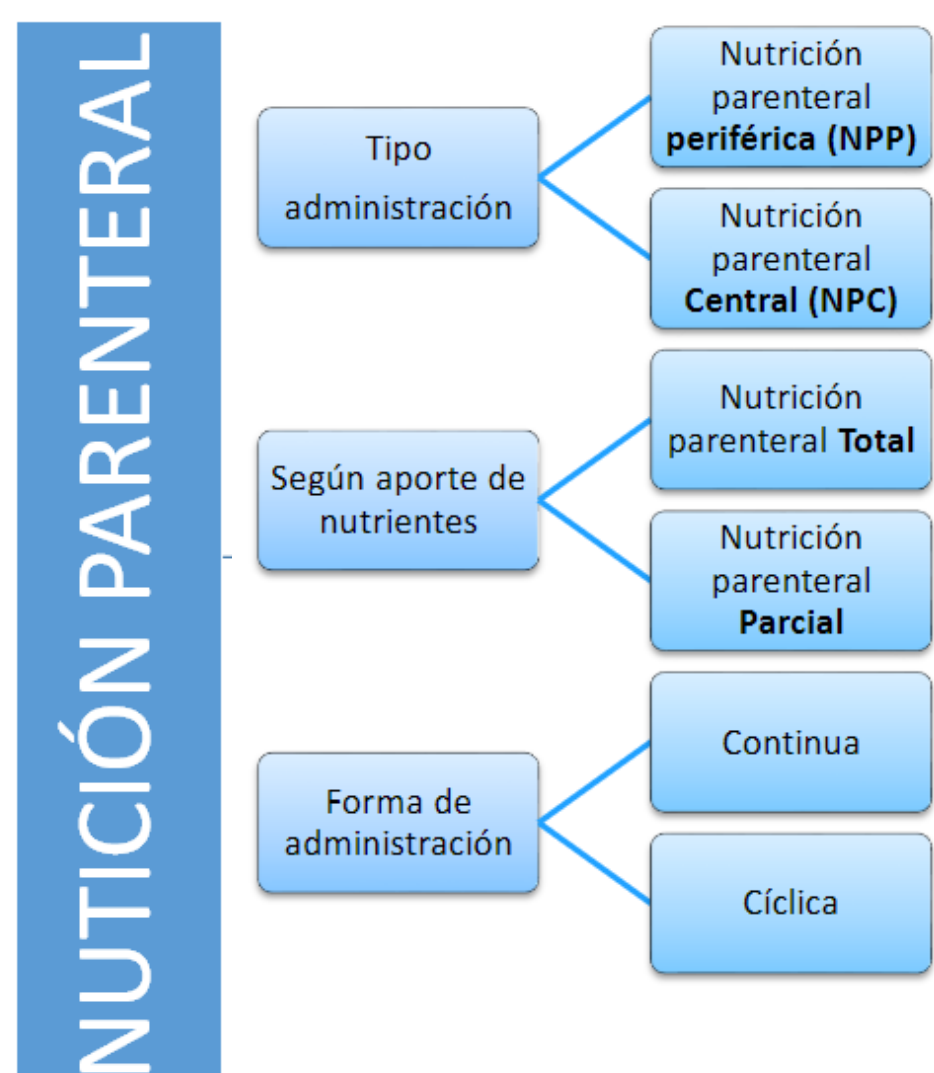 NUTICIÓN PARENTERAL
Tipo
administración
Nutrición
parenteral
periférica (NPP)
Nutrición
parenteral
Central (NPC)
Según aporte de
nutrientes
Nutrición
parenteral Total
Nutrición
parenteral
Parcial
Forma de
administración
Continua
Cíclica